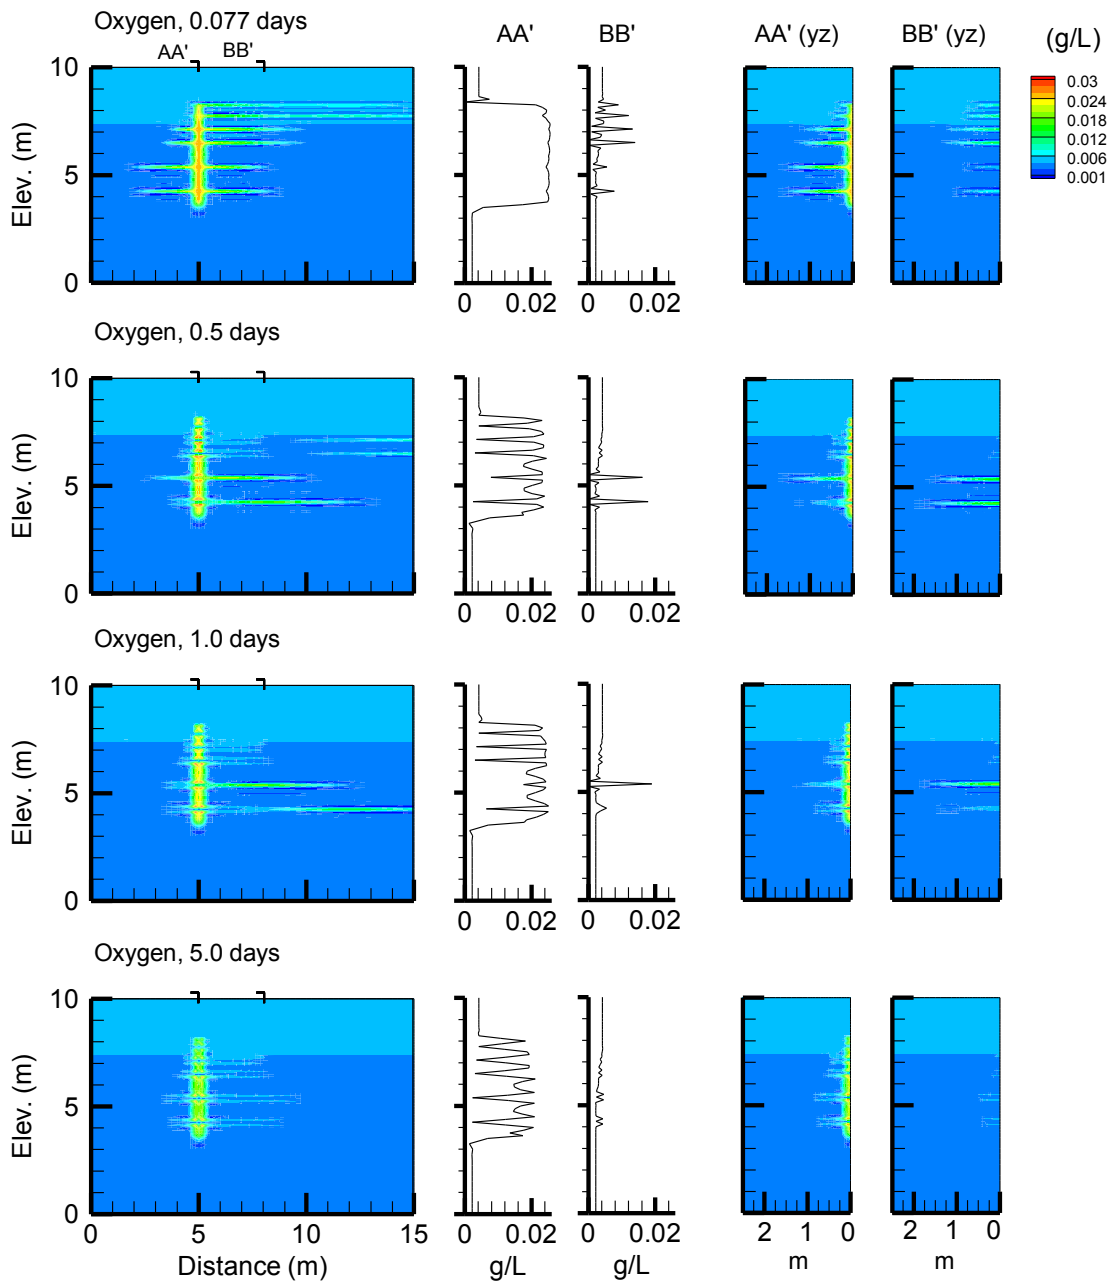 Oxygen, 0.077 days
AA' BB' AA' (yz) BB' (yz) (g/L)
AA' BB'
10
5
0
Elev. (m)
0 0.02 0 0.02
0.03
0.024
0.018
0.012
0.006
0.001
Oxygen, 0.5 days
10
5
0
Elev. (m)
0 0.02 0 0.02
Oxygen, 1.0 days
10
5
0
Elev. (m)
0 0.02 0 0.02
Oxygen, 5.0 days
10
5
0
Elev. (m)
0 5 10 15 0 0.02 0 0.02 2 1 0 2 1 0
Distance (m) g/L g/L m m